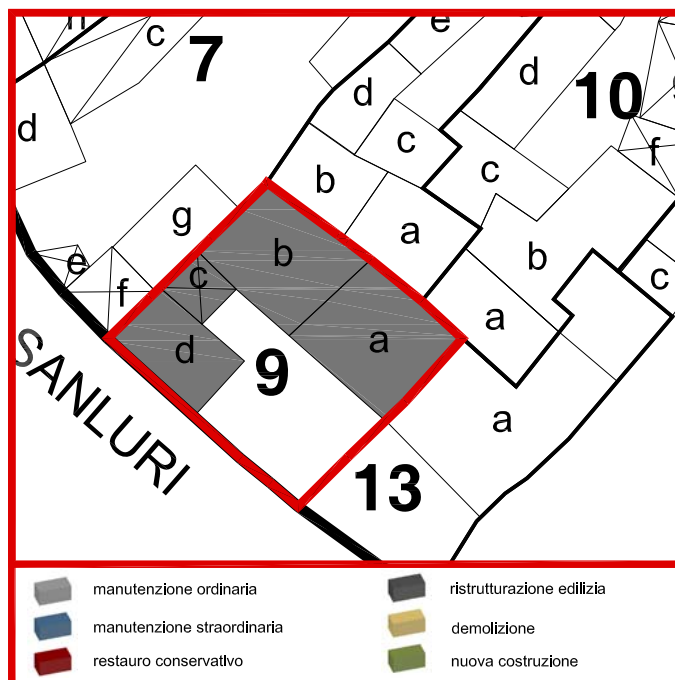 c
7
e
d
10
d
d
c
f
c
b
g
a
b
b
e
c
c
f
a
a
d
9
a
SANLURI
13
manutenzione ordinaria
ristrutturazione edilizia
manutenzione straordinaria
demolizione
restauro conservativo
nuova costruzione